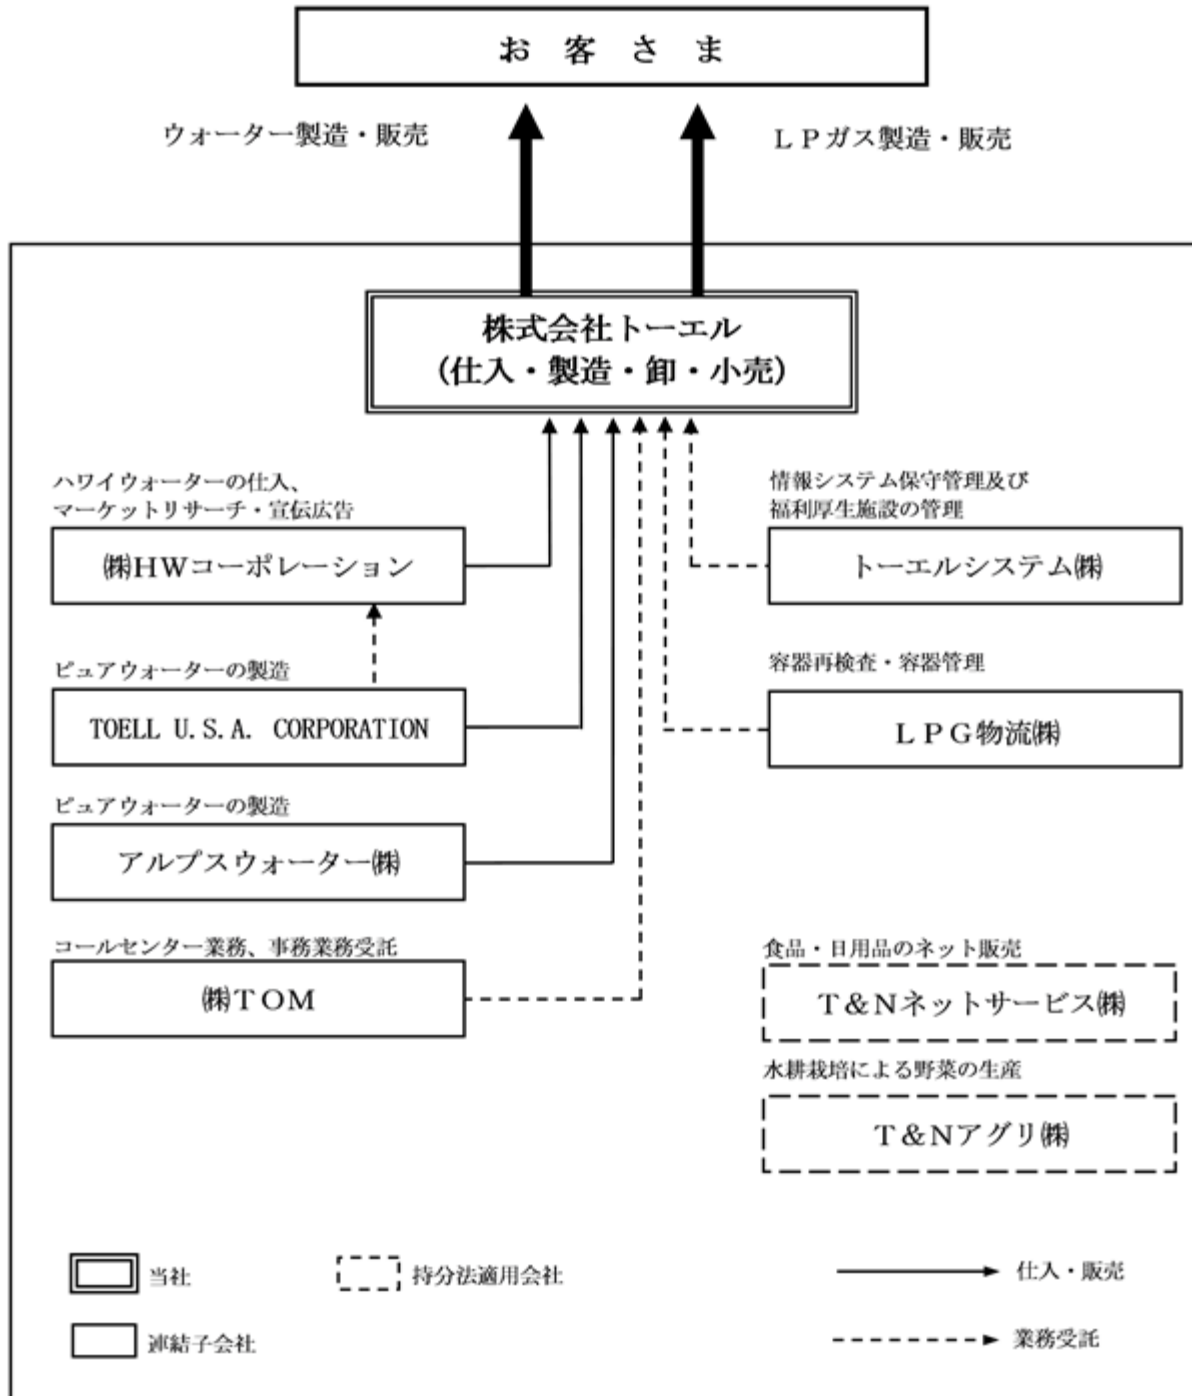 お客さま
ウォーター製造・販売
ＬＰガス製造・販売
株式会社トーエル
（仕入・製造・卸・小売）
ハワイウォーターの仕入、
マーケットリサーチ・宣伝広告
㈱HWコーポレーション
情報システム保守管理及び
福利厚生施設の管理
トーエルシステム㈱
ピュアウォーターの製造
TOELL U.S.A. CORPORATION
容器再検査・容器管理
ＬＰＧ物流㈱
ピュアウォーターの製造
アルプスウォーター㈱
コールセンター業務、事務業務受託
㈱ＴＯＭ
食品・日用品のネット販売
Ｔ＆Ｎネットサービス㈱
水耕栽培による野菜の生産
Ｔ＆Ｎアグリ㈱
当社
持分法適用会社
仕入・販売
連結子会社
業務受託